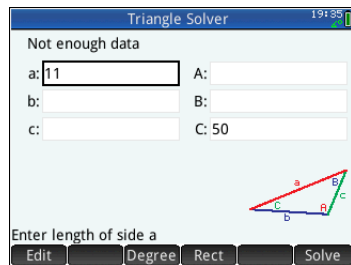 Triangle Solver 19:35
Not enough data
a: 11 A:
b: B:
c: C: 50
a B
c
C A
b
Enter length of side a
Edit Degree Rect Solve